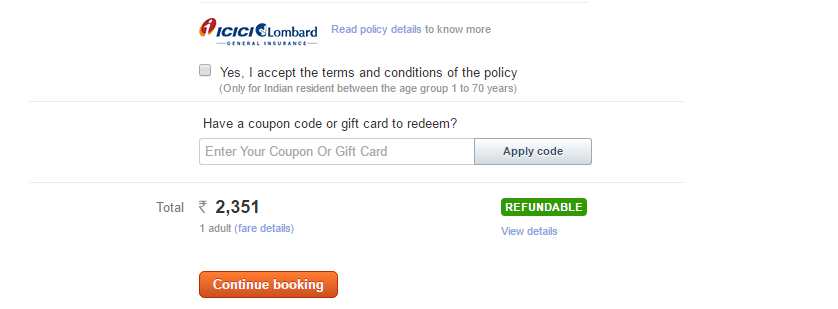 ICICI Lombard
GENERAL INSURANCE
Read policy details to know more
Yes, I accept the terms and conditions of the policy
(Only for Indian resident between the age group 1 to 70 years)
Have a coupon code or gift card to redeem?
Enter Your Coupon Or Gift Card
Apply code
Total ₹ 2,351 REFUNDABLE
1 adult (fare details) View details
Continue booking